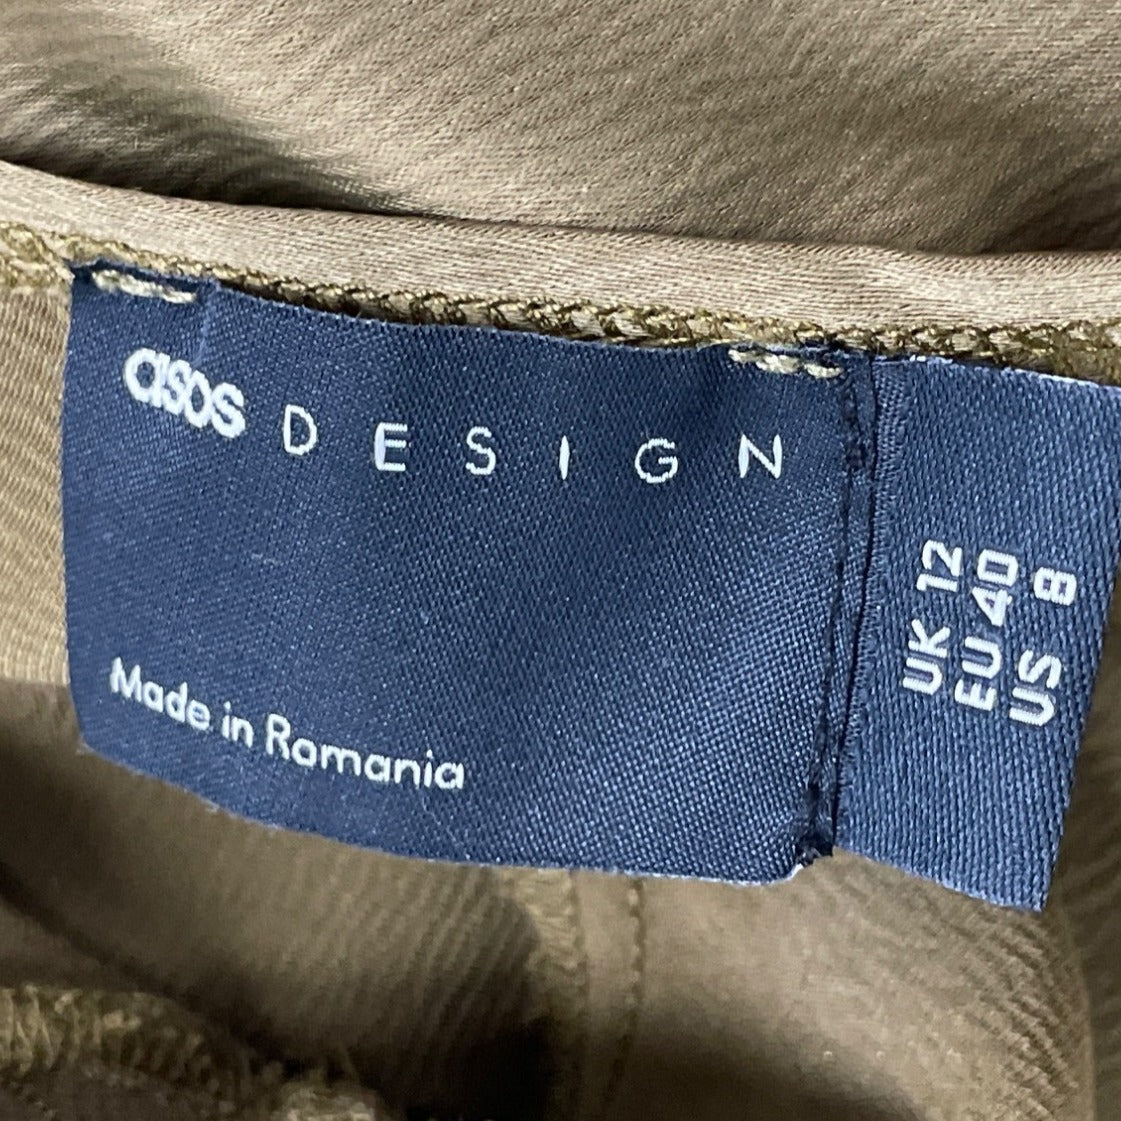 asos DESIGN
Made in Romania
UK 12
EU 40
US 8